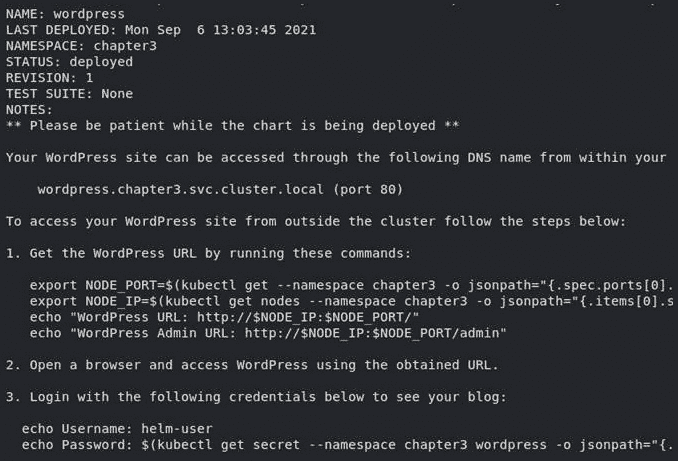 NAME: wordpress
LAST DEPLOYED: Mon Sep  6 13:03:45 2021
NAMESPACE: chapter3
STATUS: deployed
REVISION: 1
TEST SUITE: None
NOTES:
** Please be patient while the chart is being deployed **
Your WordPress site can be accessed through the following DNS name from within your
wordpress.chapter3.svc.cluster.local (port 80)
To access your WordPress site from outside the cluster follow the steps below:
1. Get the WordPress URL by running these commands:
export NODE_PORT=$(kubectl get --namespace chapter3 -o jsonpath="{.spec.ports[0].
export NODE_IP=$(kubectl get nodes --namespace chapter3 -o jsonpath="{.items[0].s
echo "WordPress URL: http://$NODE_IP:$NODE_PORT/"
echo "WordPress Admin URL: http://$NODE_IP:$NODE_PORT/admin"
2. Open a browser and access WordPress using the obtained URL.
3. Login with the following credentials below to see your blog:
echo Username: helm-user
echo Password: $(kubectl get secret --namespace chapter3 wordpress -o jsonpath="{.